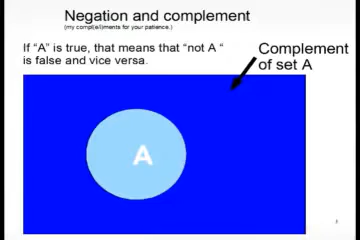 Negation and complement
(my compl(e/i)ments for your patience.)
If “A” is true, that means that “not A “
is false and vice versa.
Complement
of set A
A